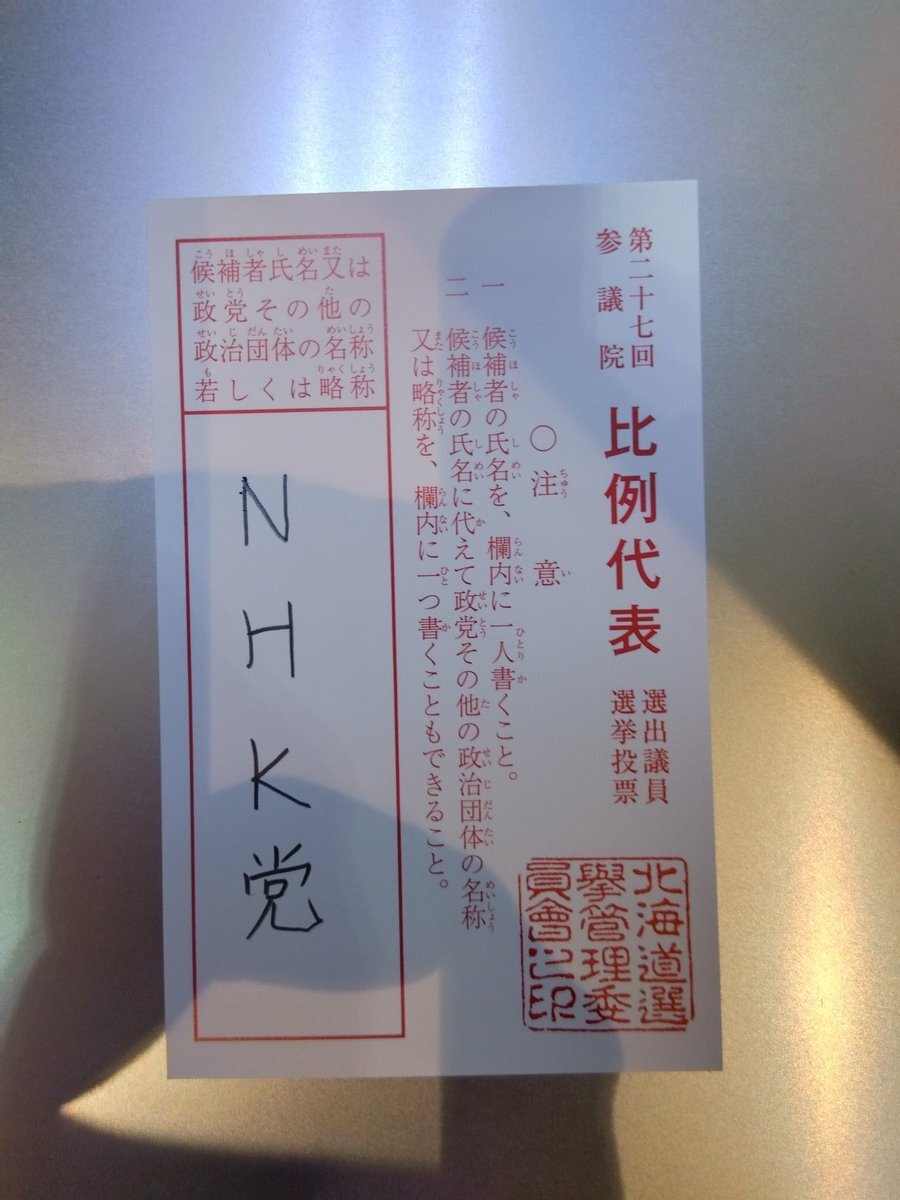 第二十七回
参議院
比例代表
選出議員
選挙投票
○注意
一 候補者の氏名を、欄内に一人書くこと。
二 候補者の氏名に代えて政党その他の政治団体の名称
又は略称を、欄内に一つ書くこともできること。
候補者氏名又は
政党その他の
政治団体の名称
若しくは略称
NHK党
北海道選
擧管理委
員會之印